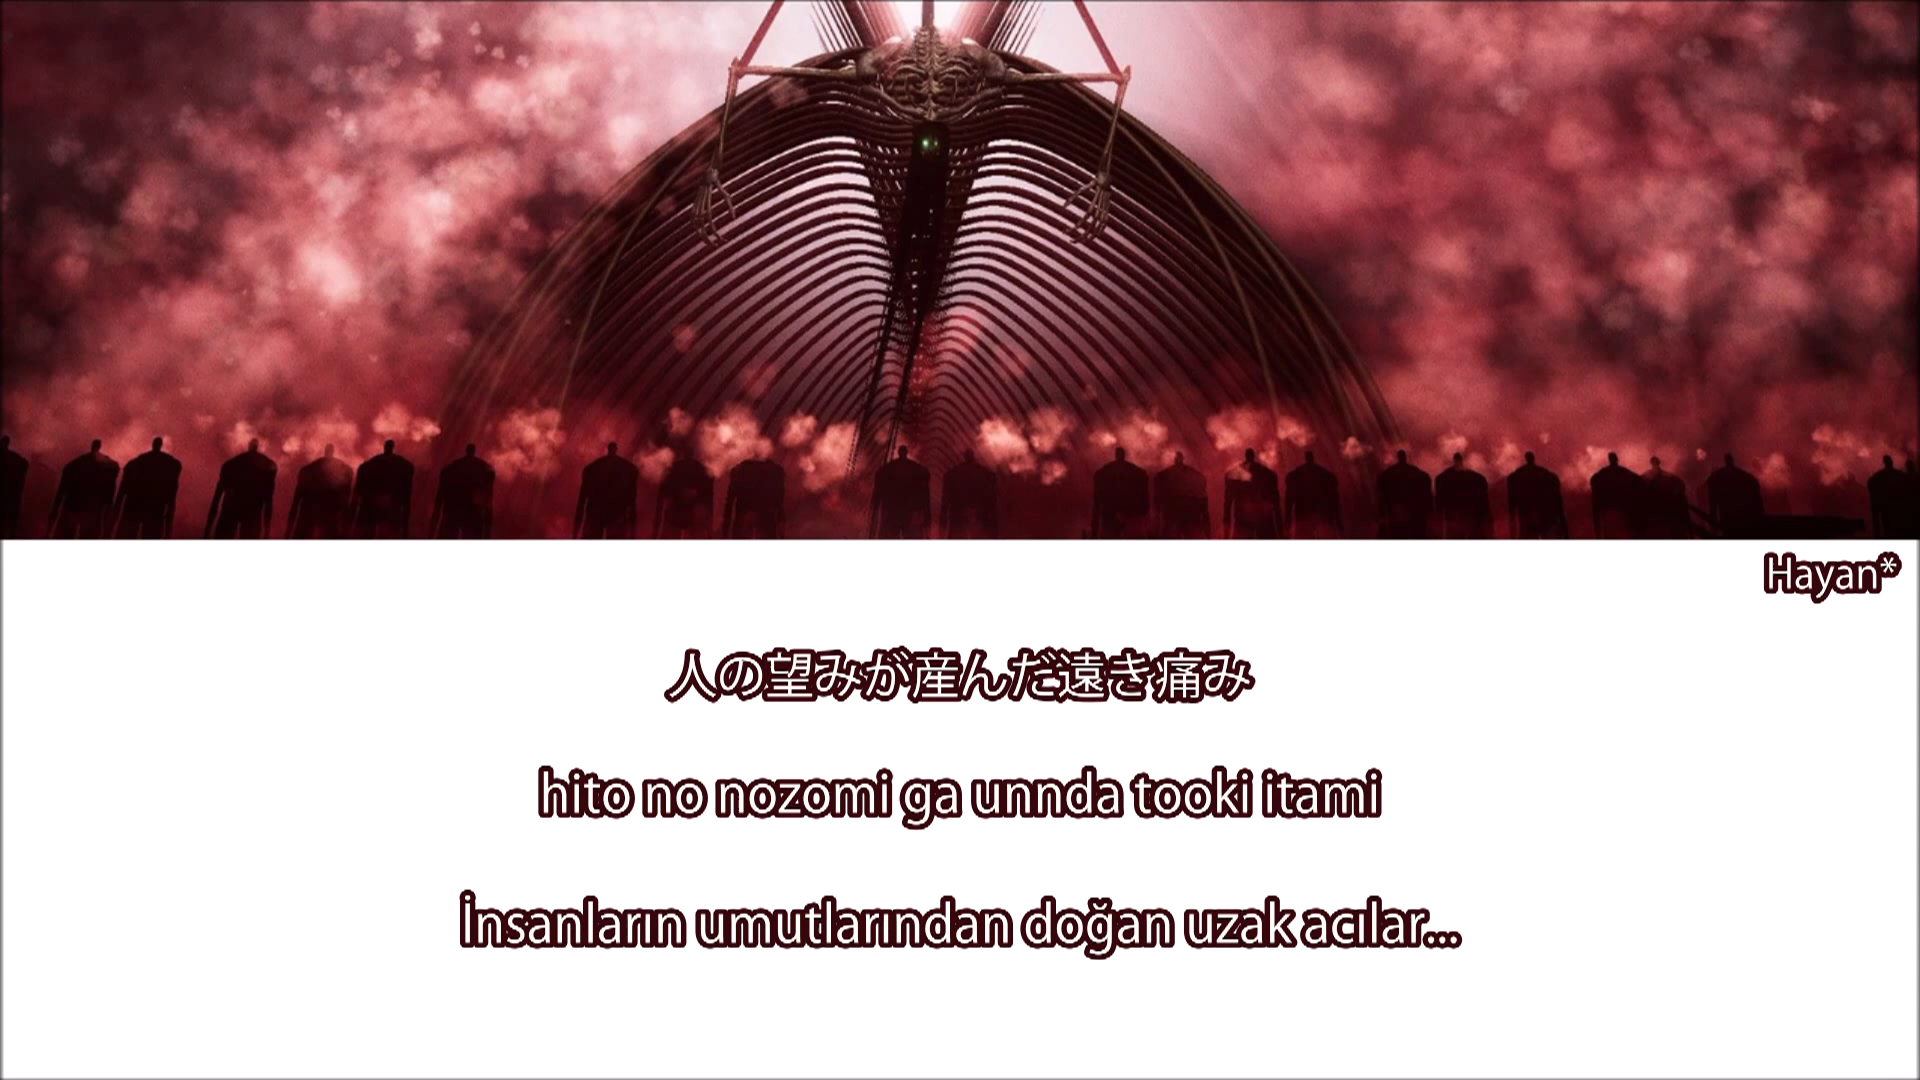 Hayan*
人の望みが産んだ遠き痛み
hito no nozomi ga unnda tooki itami
İnsanların umutlarından doğan uzak acılar...